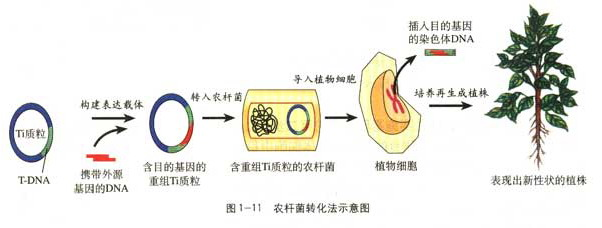 插入目的基因
的染色体DNA
导入植物细胞
构建表达载体
转入农杆菌
培养再生成植株
Ti质粒
T-DNA
携带外源
基因的DNA
含目的基因的
重组Ti质粒
含重组Ti质粒的农杆菌
植物细胞
表现出新性状的植株
图1-11 农杆菌转化法示意图